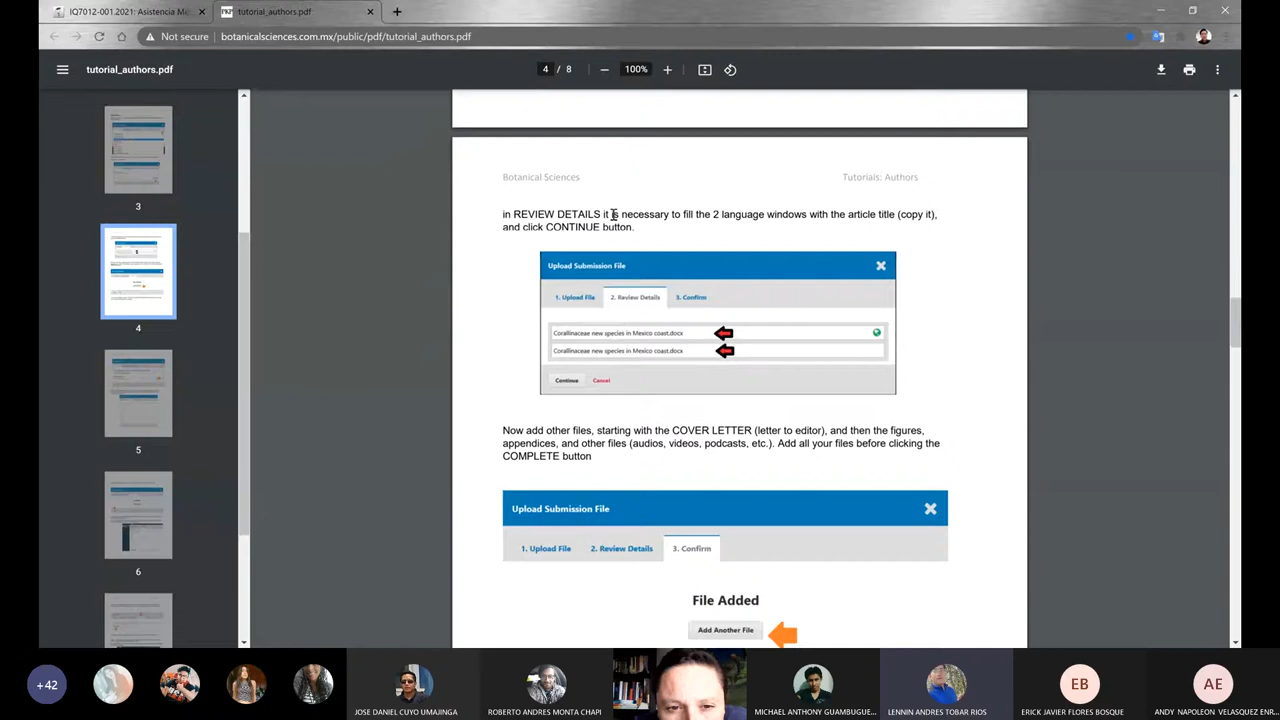 IQ7012-001.2021: Asistencia Me
tutorial_authors.pdf
Not secure
botanicalsciences.com.mx/public/pdf/tutorial_authors.pdf
tutorial_authors.pdf
4 / 8
100%
3
4
5
6
Botanical Sciences
Tutorials: Authors
in REVIEW DETAILS it is necessary to fill the 2 language windows with the article title (copy it),
and click CONTINUE button.
Upload Submission File
1. Upload File
2. Review Details
3. Confirm
Corallinaceae new species in Mexico coast.docx
Corallinaceae new species in Mexico coast.docx
Continue
Cancel
Now add other files, starting with the COVER LETTER (letter to editor), and then the figures,
appendices, and other files (audios, videos, podcasts, etc.). Add all your files before clicking the
COMPLETE button
Upload Submission File
1. Upload File
2. Review Details
3. Confirm
File Added
Add Another File
+42
JOSE DANIEL CUYO UMAJINGA
ROBERTO ANDRES MONTA CHAPI
MICHAEL ANTHONY GUAMBUGUE...
LENNIN ANDRES TOBAR RIOS
EB
ERICK JAVIER FLORES BOSQUE
AE
ANDY NAPOLEON VELASQUEZ ENR...